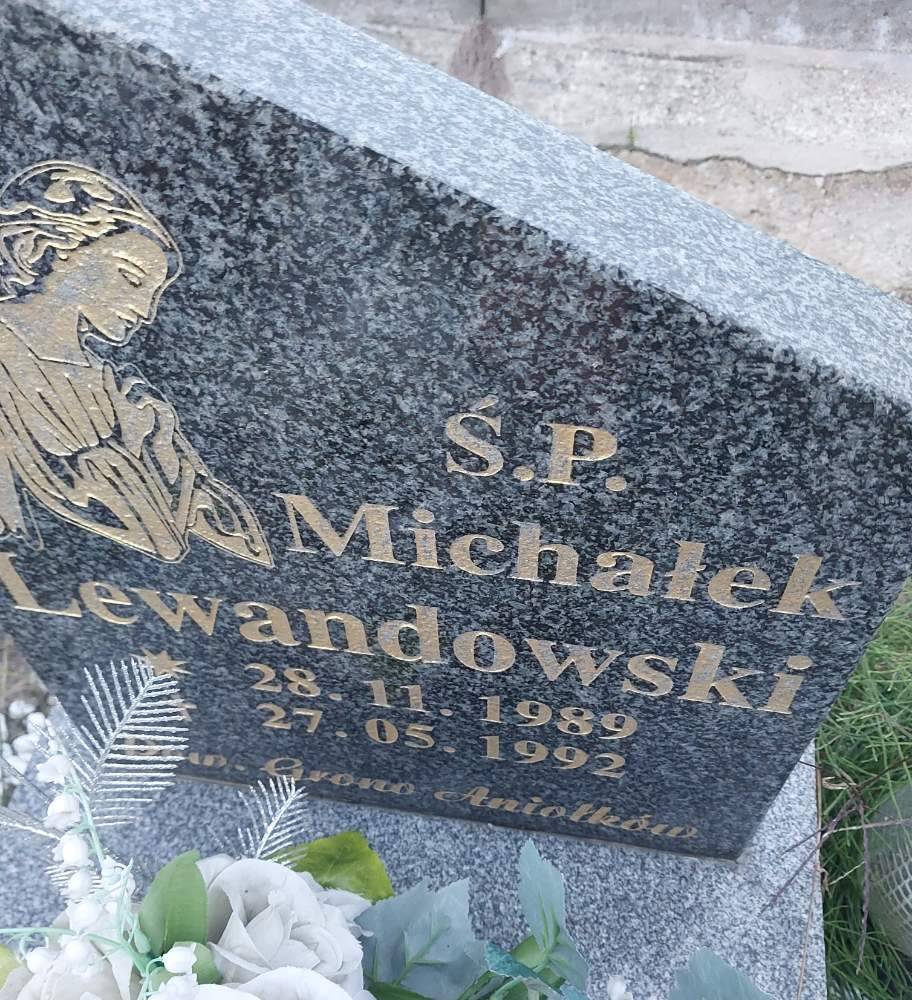 Ś.P.
Michałek
Lewandowski
28. 11. 1989
27. 05. 1992
Grono Aniołków